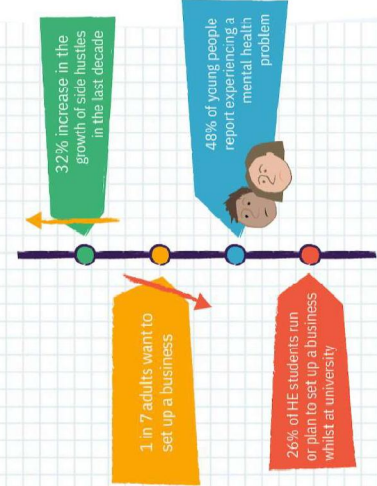 32% increase in the
growth of side hustles
in the last decade
1 in 7 adults want to
set up a business
48% of young people
report experiencing a
mental health
problem
26% of HE students run
or plan to set up a business
whilst at university